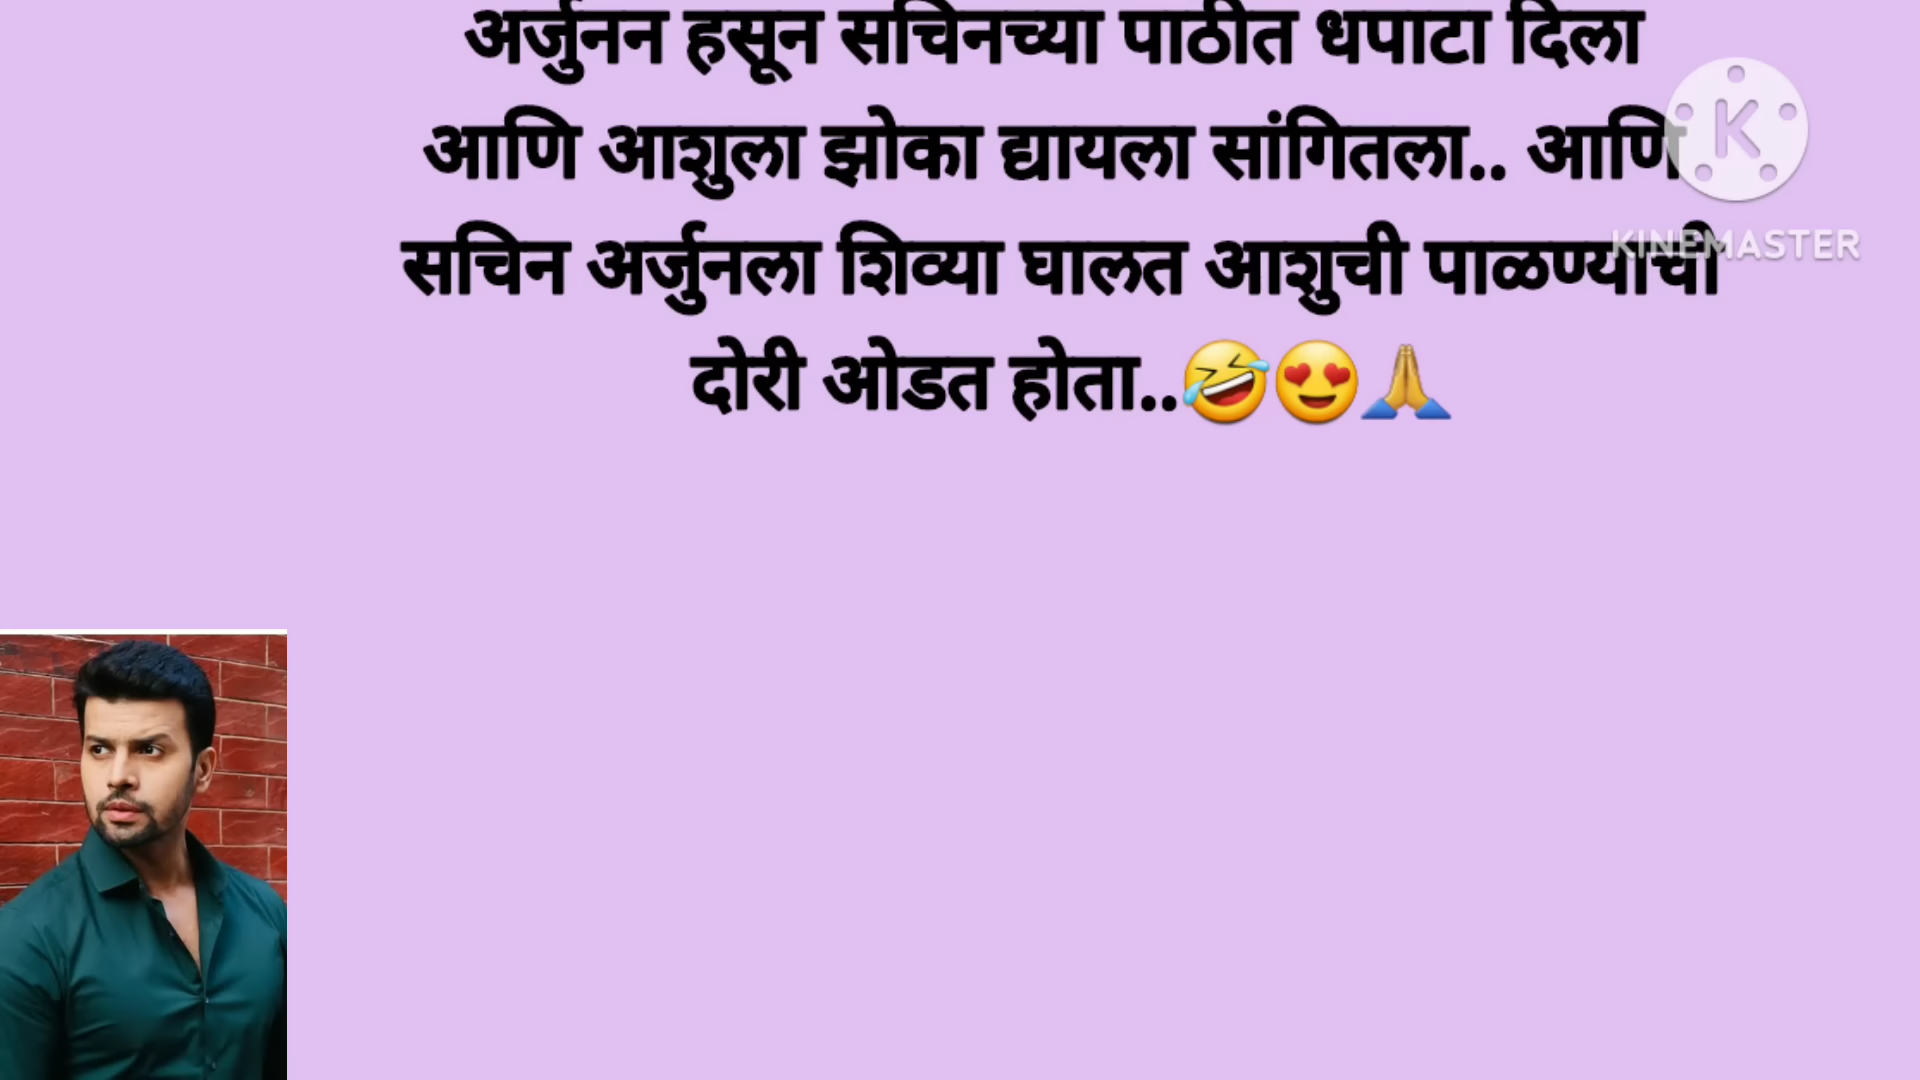 अर्जुनन हसून सचिनच्या पाठीत धपाटा दिला
आणि आशुला झोका द्यायला सांगितला.. आणि
सचिन अर्जुनला शिव्या घालत आशुची पाळण्याची
दोरी ओडत होता..🤣😍🙏
K
KINEMASTER